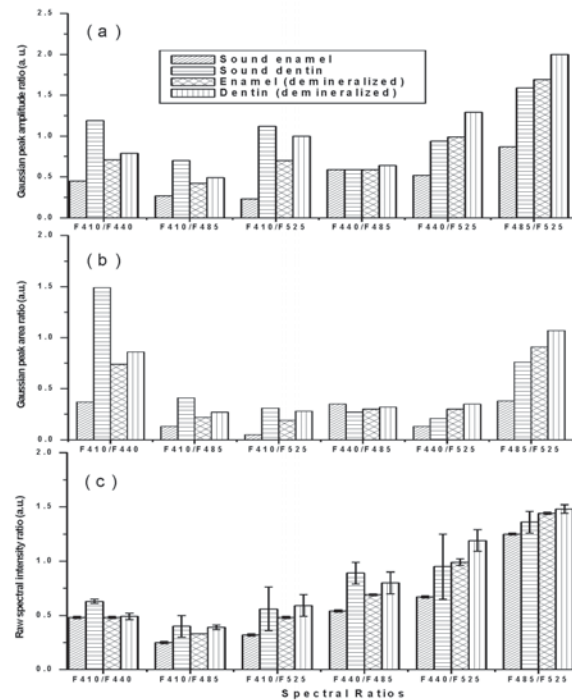 (a)
Gaussian peak amplitude ratio (a. u.)
2.5
2.0
1.5
1.0
0.5
0.0
Sound enamel
Sound dentin
Enamel (demineralized)
Dentin (demineralized)
F410/F440 F410/F485 F410/F525 F440/F485 F440/F525 F485/F525
(b)
Gaussian peak area ratio (a.u.)
2.0
1.5
1.0
0.5
0.0
F410/F440 F410/F485 F410/F525 F440/F485 F440/F525 F485/F525
(c)
Raw spectral intensity ratio (a.u.)
2.0
1.5
1.0
0.5
0.0
F410/F440 F410/F485 F410/F525 F440/F485 F440/F525 F485/F525
Spectral Ratios